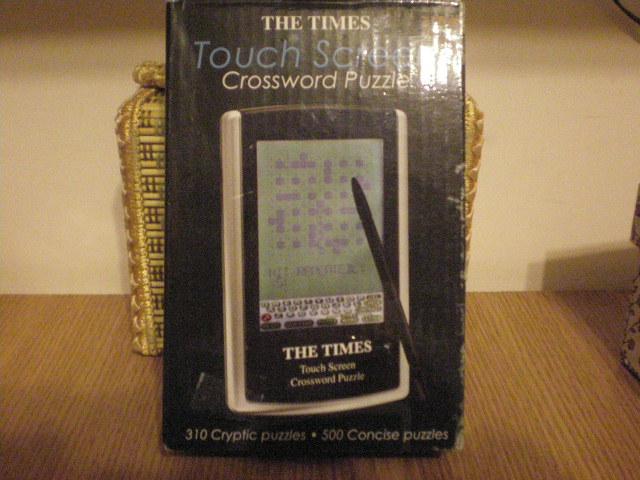 THE TIMES
Touch Screen
Crossword Puzzle
THE TIMES
Touch Screen
Crossword Puzzle
310 Cryptic puzzles • 500 Concise puzzles